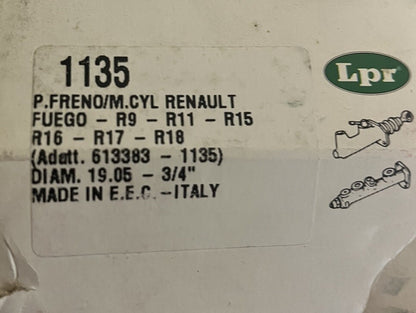 1135
Lpr
P.FRENO/M.CYL RENAULT
FUEGO - R9 - R11 - R15
R16 - R17 - R18
(Adatt. 613383 - 1135)
DIAM. 19.05 - 3/4"
MADE IN E.E.C.-ITALY